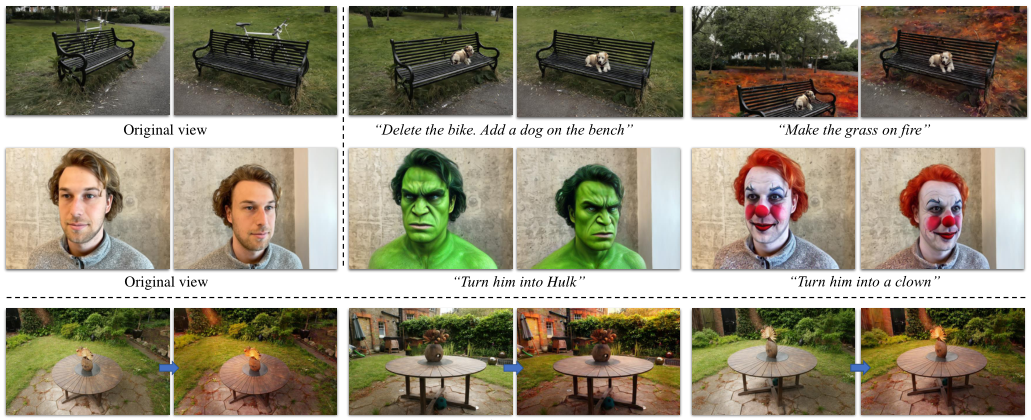 Original view
“Delete the bike. Add a dog on the bench”
“Make the grass on fire”
Original view
“Turn him into Hulk”
“Turn him into a clown”